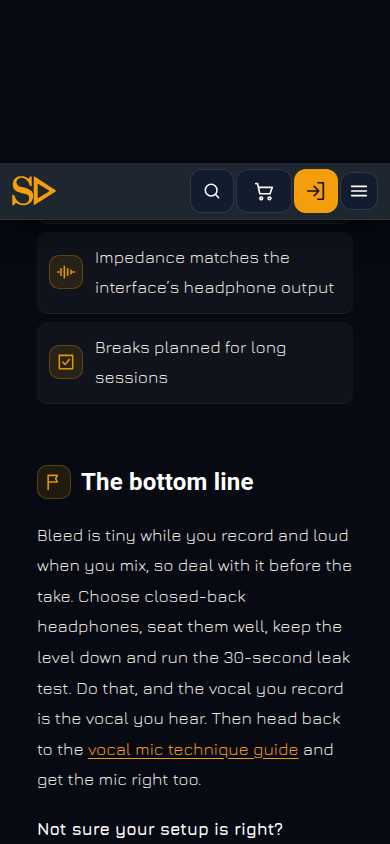 Impedance matches the
interface's headphone output
Breaks planned for long
sessions
The bottom line
Bleed is tiny while you record and loud
when you mix, so deal with it before the
take. Choose closed-back
headphones, seat them well, keep the
level down and run the 30-second leak
test. Do that, and the vocal you record
is the vocal you hear. Then head back
to the vocal mic technique guide and
get the mic right too.
Not sure your setup is right?